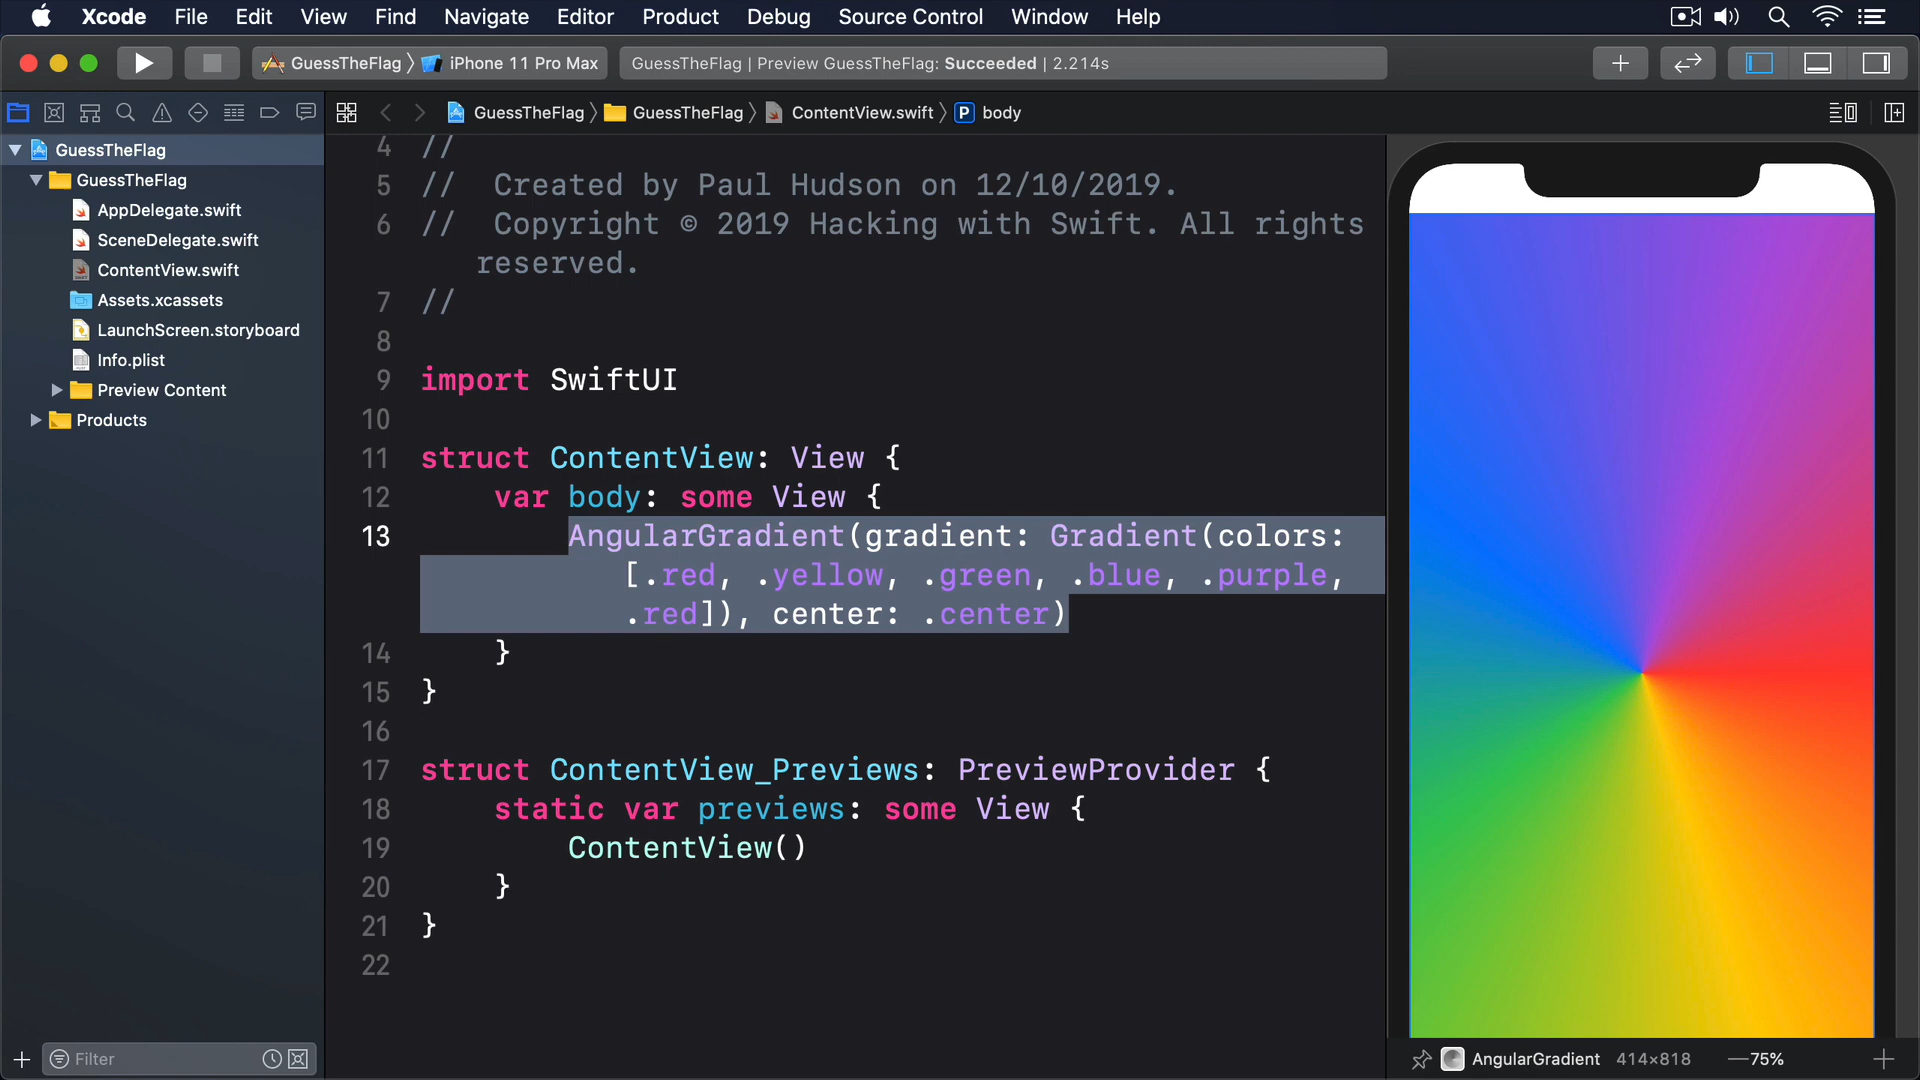 Xcode File Edit View Find Navigate Editor Product Debug Source Control Window Help
GuessTheFlag iPhone 11 Pro Max
GuessTheFlag | Preview GuessTheFlag: Succeeded | 2.214s
GuessTheFlag GuessTheFlag ContentView.swift P body
GuessTheFlag
GuessTheFlag
AppDelegate.swift
SceneDelegate.swift
ContentView.swift
Assets.xcassets
LaunchScreen.storyboard
Info.plist
Preview Content
Products
Filter
4 //
5 // Created by Paul Hudson on 12/10/2019.
6 // Copyright © 2019 Hacking with Swift. All rights
reserved.
7 //
8
9 import SwiftUI
10
11 struct ContentView: View {
12 var body: some View {
13 AngularGradient(gradient: Gradient(colors:
[.red, .yellow, .green, .blue, .purple,
.red]), center: .center)
14 }
15 }
16
17 struct ContentView_Previews: PreviewProvider {
18 static var previews: some View {
19 ContentView()
20 }
21 }
22
AngularGradient 414×818 —75%